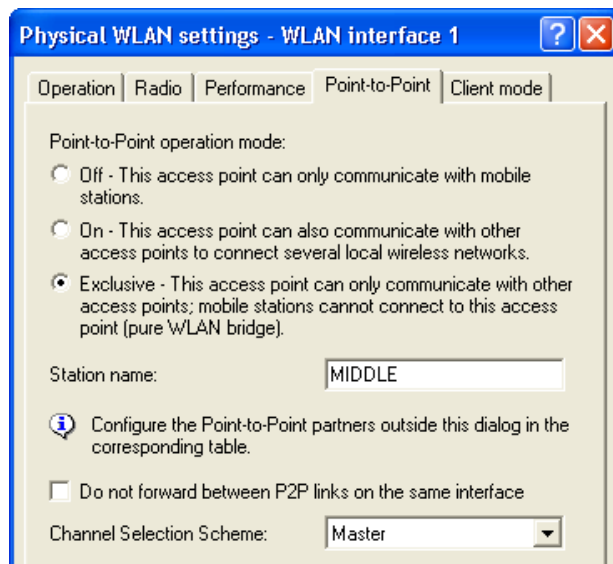 Physical WLAN settings - WLAN interface 1
Operation Radio Performance Point-to-Point Client mode
Point-to-Point operation mode:
Off - This access point can only communicate with mobile
stations.
On - This access point can also communicate with other
access points to connect several local wireless networks.
Exclusive - This access point can only communicate with other
access points; mobile stations cannot connect to this access
point (pure WLAN bridge).
Station name: MIDDLE
Configure the Point-to-Point partners outside this dialog in the
corresponding table.
Do not forward between P2P links on the same interface
Channel Selection Scheme: Master